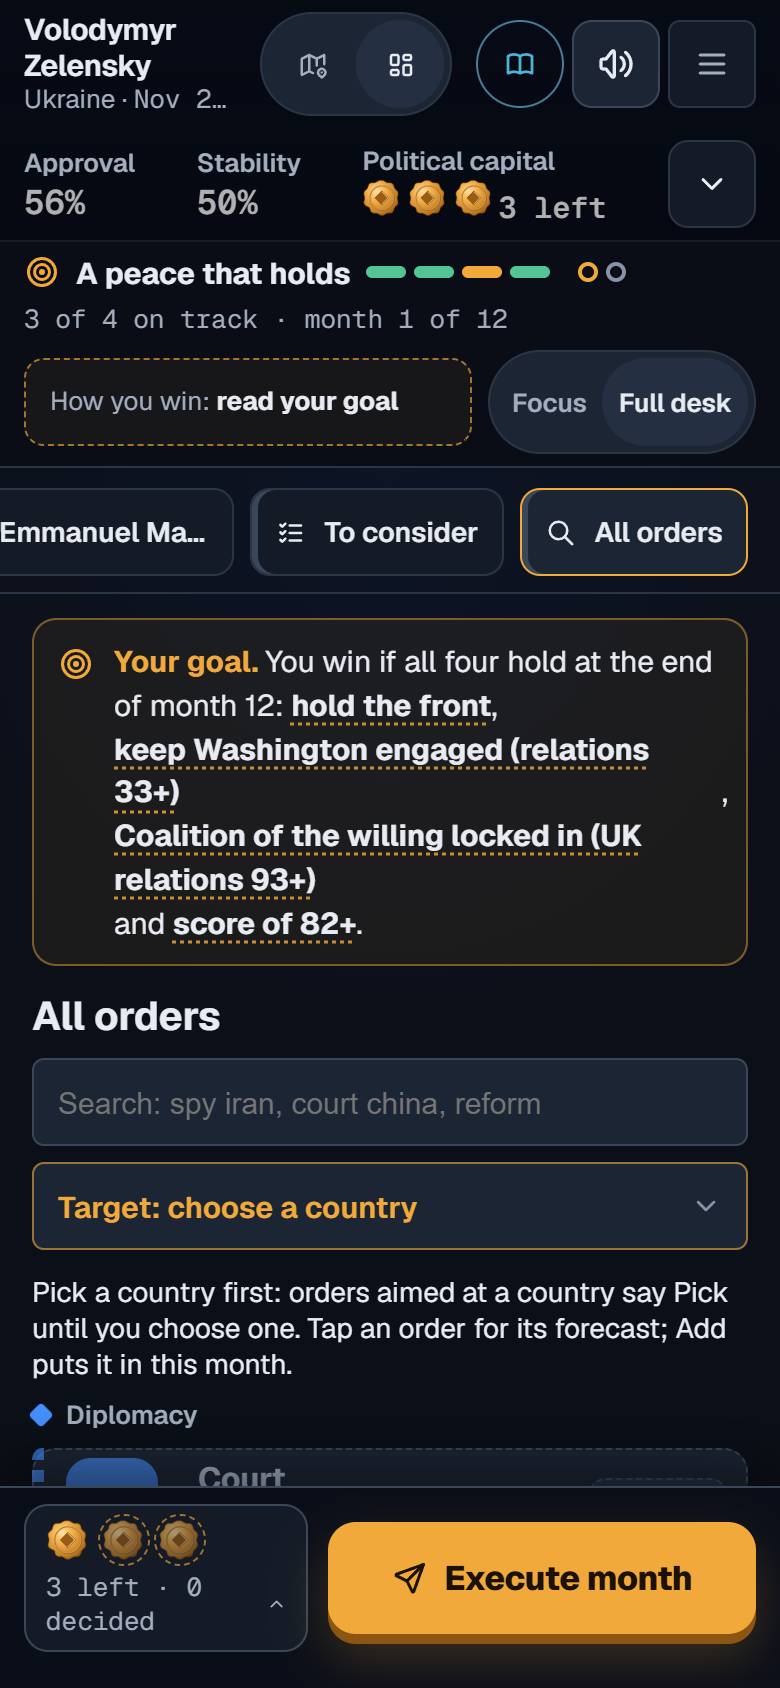 Volodymyr
Zelensky
Ukraine · Nov 2…
Approval
56%
Stability
50%
Political capital
3 left
A peace that holds
3 of 4 on track · month 1 of 12
How you win: read your goal
Focus
Full desk
Emmanuel Ma…
To consider
All orders
Your goal. You win if all four hold at the end
of month 12: hold the front,
keep Washington engaged (relations
33+) ,
Coalition of the willing locked in (UK
relations 93+)
and score of 82+.
All orders
Search: spy iran, court china, reform
Target: choose a country
Pick a country first: orders aimed at a country say Pick
until you choose one. Tap an order for its forecast; Add
puts it in this month.
Diplomacy
Court
3 left · 0
decided
Execute month